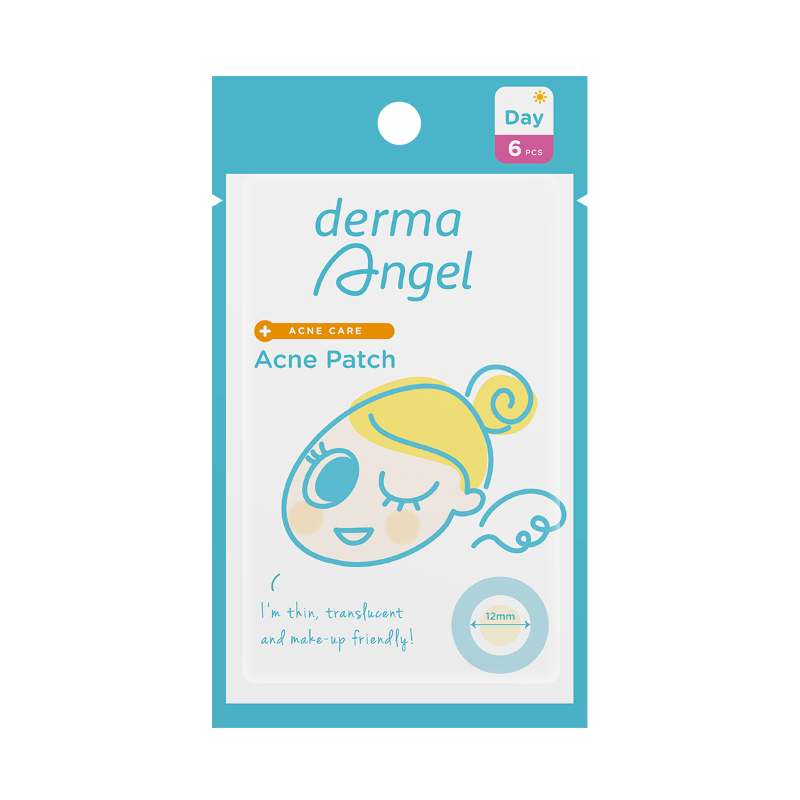 Day
6 PCS
derma
Angel
+ ACNE CARE
Acne Patch
I'm thin, translucent
and make-up friendly!
12mm